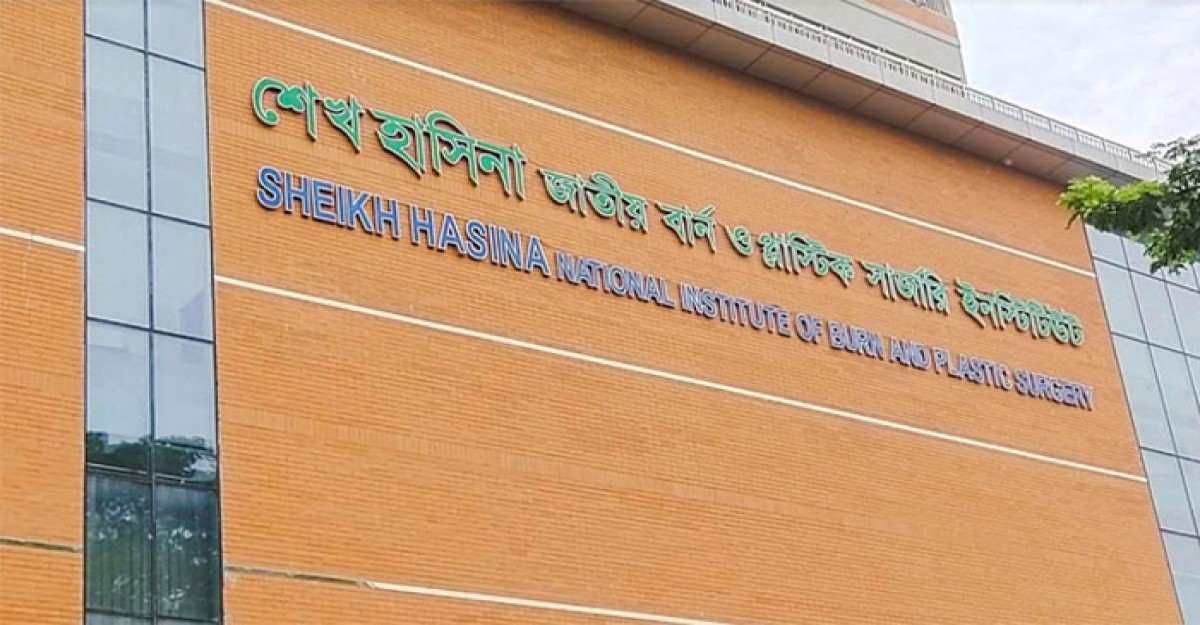 শেখ হাসিনা জাতীয় বার্ন ও প্লাস্টিক সার্জারি ইনস্টিটিউট
SHEIKH HASINA NATIONAL INSTITUTE OF BURN AND PLASTIC SURGERY